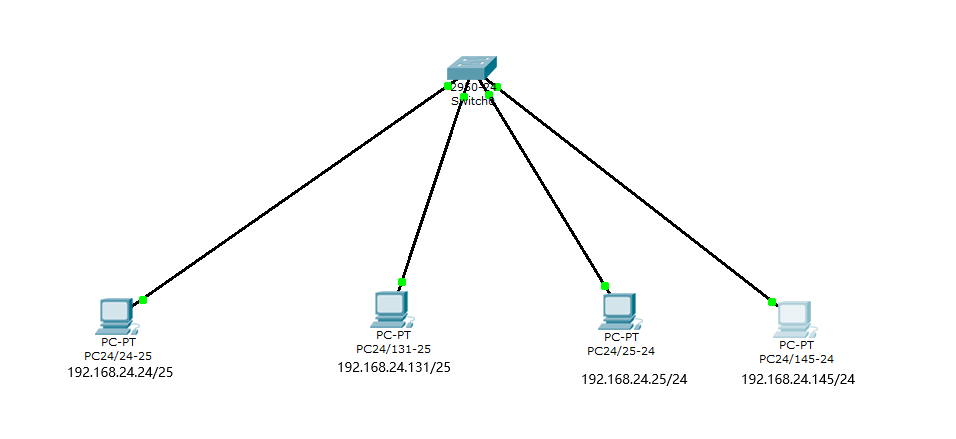 2950-24
Switch0
PC-PT
PC24/24-25
192.168.24.24/25
PC-PT
PC24/131-25
192.168.24.131/25
PC-PT
PC24/25-24
192.168.24.25/24
PC-PT
PC24/145-24
192.168.24.145/24